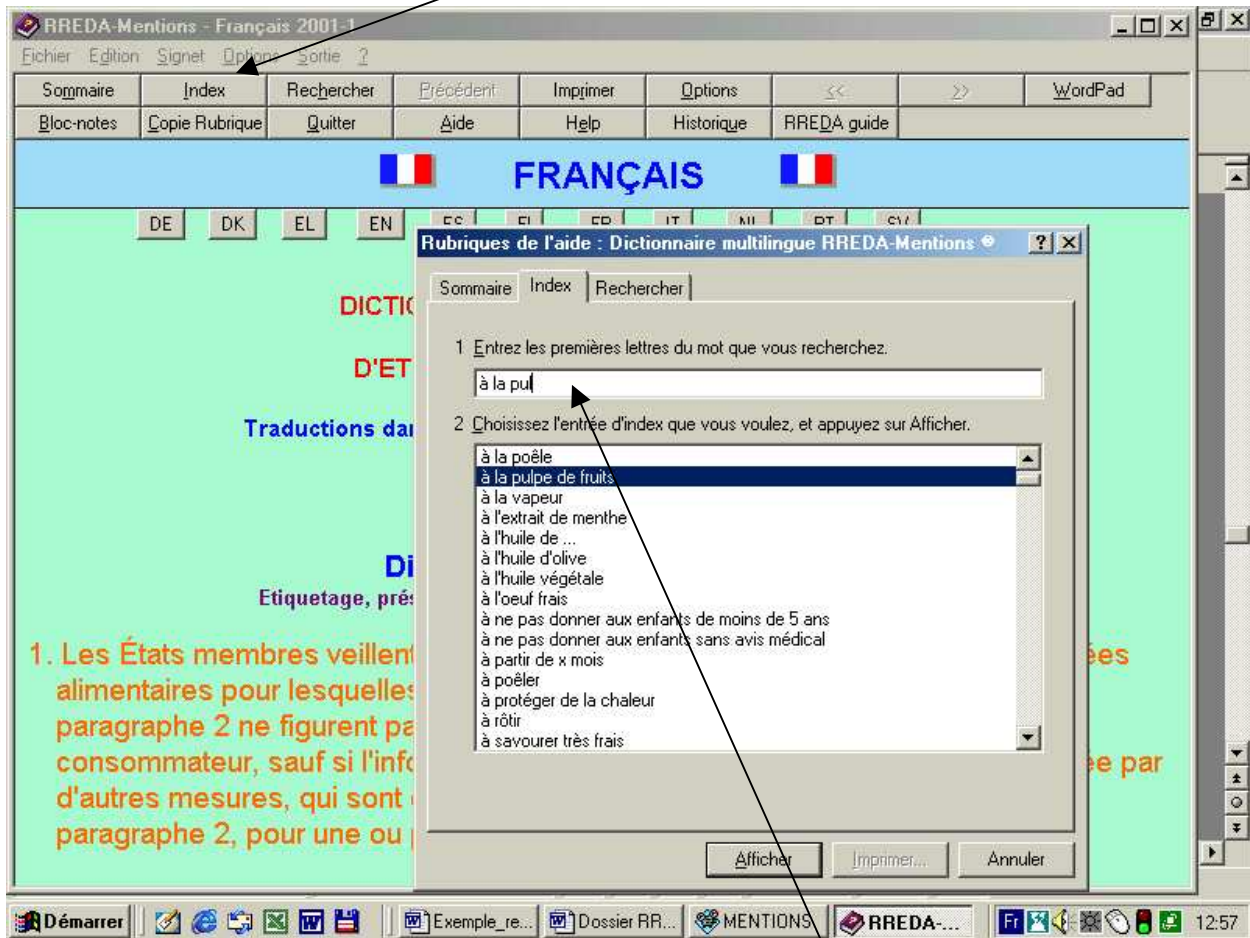 RREDA-Mentions - Français 2001-1
Fichier Edition Signet Options Sortie ?
Sommaire Index Rechercher Précédent Imprimer Options << >> WordPad
Bloc-notes Copie Rubrique Quitter Aide Help Historique RREDA guide
FRANÇAIS
DE DK EL EN ES FI FR IT NL PT SV
DICTI
D'ET
Traductions da
Di
Etiquetage, pré
1. Les États membres veillent ées
alimentaires pour lesquelles
paragraphe 2 ne figurent pa
consommateur, sauf si l'info ée par
d'autres mesures, qui sont
paragraphe 2, pour une ou
Rubriques de l'aide : Dictionnaire multilingue RREDA-Mentions ®
Sommaire Index Rechercher
1 Entrez les premières lettres du mot que vous recherchez.
à la pul
2 Choisissez l'entrée d'index que vous voulez, et appuyez sur Afficher.
à la poêle
à la pulpe de fruits
à la vapeur
à l'extrait de menthe
à l'huile de ...
à l'huile d'olive
à l'huile végétale
à l'oeuf frais
à ne pas donner aux enfants de moins de 5 ans
à ne pas donner aux enfants sans avis médical
à partir de x mois
à poêler
à protéger de la chaleur
à rôtir
à savourer très frais
Afficher Imprimer... Annuler
Démarrer Exemple_re... Dossier RR... MENTIONS RREDA-... Fr 12:57